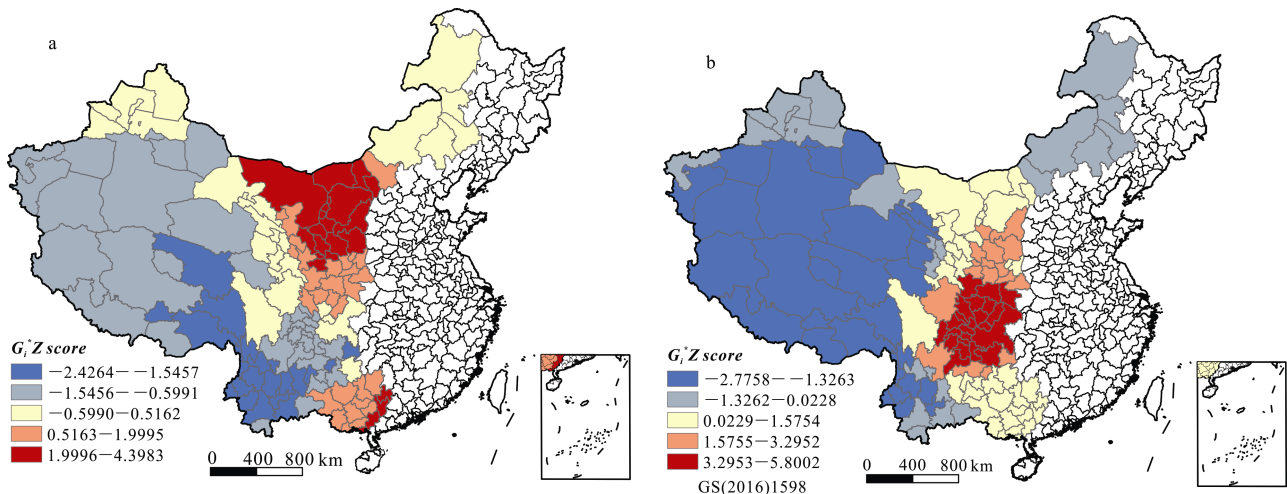 a
G_i^* Z score
−2.4264−−1.5457
−1.5456−−0.5991
−0.5990−0.5162
0.5163−1.9995
1.9996−4.3983
0 400 800 km
b
G_i^* Z score
−2.7758−−1.3263
−1.3262−0.0228
0.0229−1.5754
1.5755−3.2952
3.2953−5.8002
0 400 800 km
GS(2016)1598